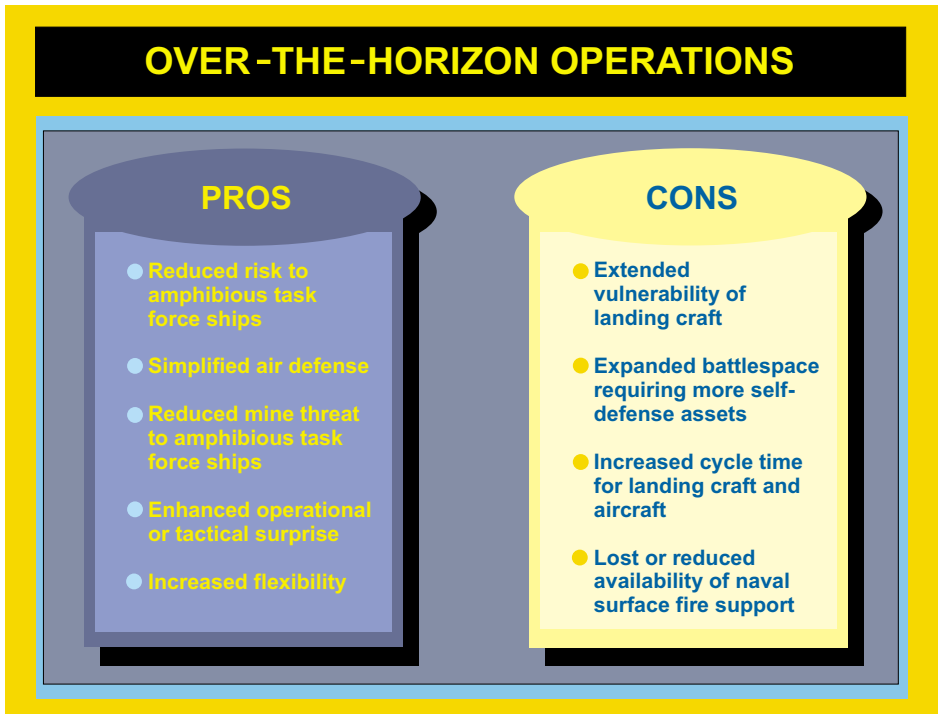 OVER-THE-HORIZON OPERATIONS
PROS
Reduced risk to
amphibious task
force ships
Simplified air defense
Reduced mine threat
to amphibious task
force ships
Enhanced operational
or tactical surprise
Increased flexibility
CONS
Extended
vulnerability of
landing craft
Expanded battlespace
requiring more self-
defense assets
Increased cycle time
for landing craft and
aircraft
Lost or reduced
availability of naval
surface fire support